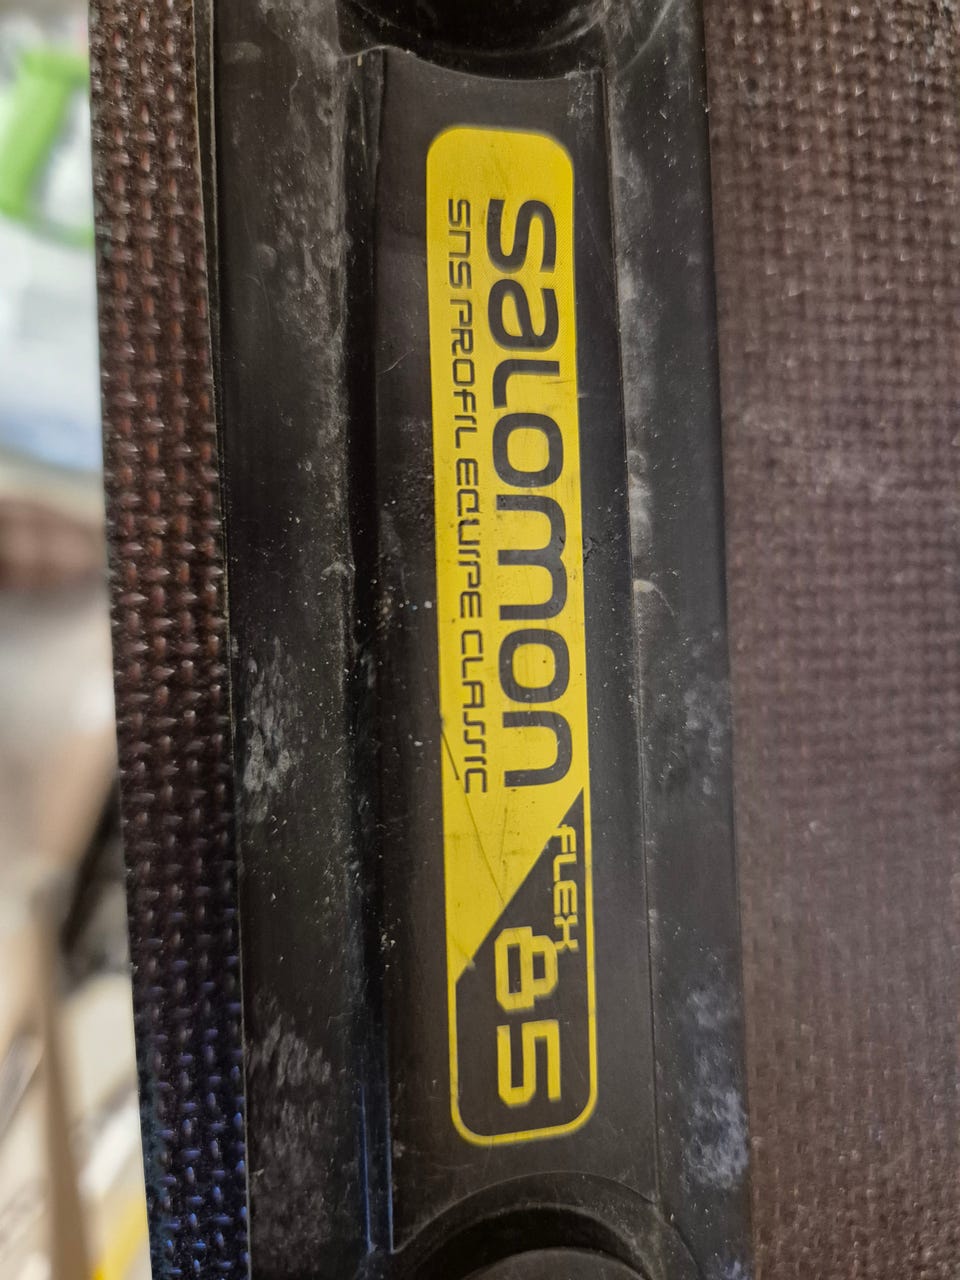 salomon
SNS PROFIL EQUIPE CLASSIC
FLEX
85